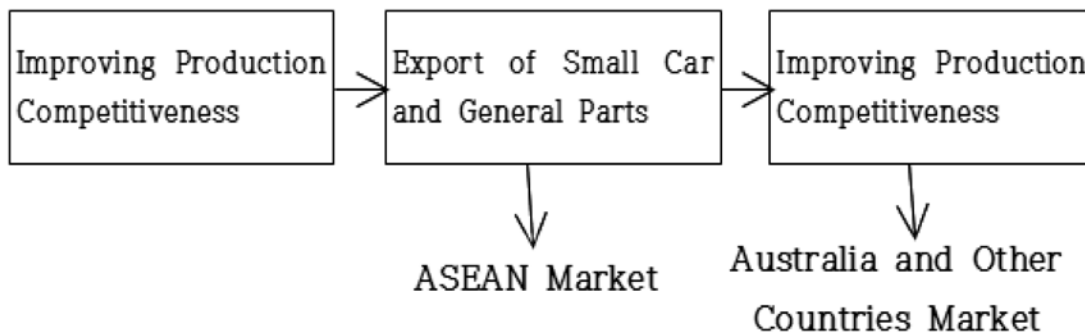 Improving Production
Competitiveness
Export of Small Car
and General Parts
Improving Production
Competitiveness
ASEAN Market
Australia and Other
Countries Market